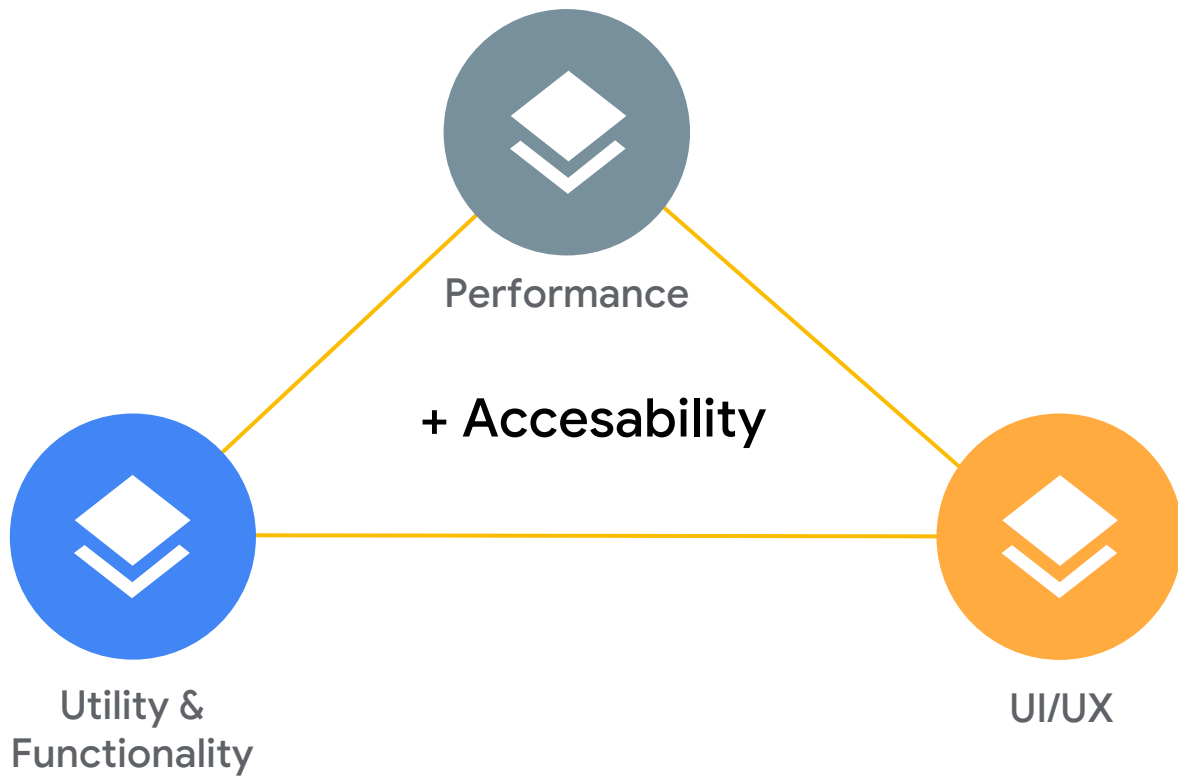 Performance
+ Accesability
Utility &
Functionality
UI/UX